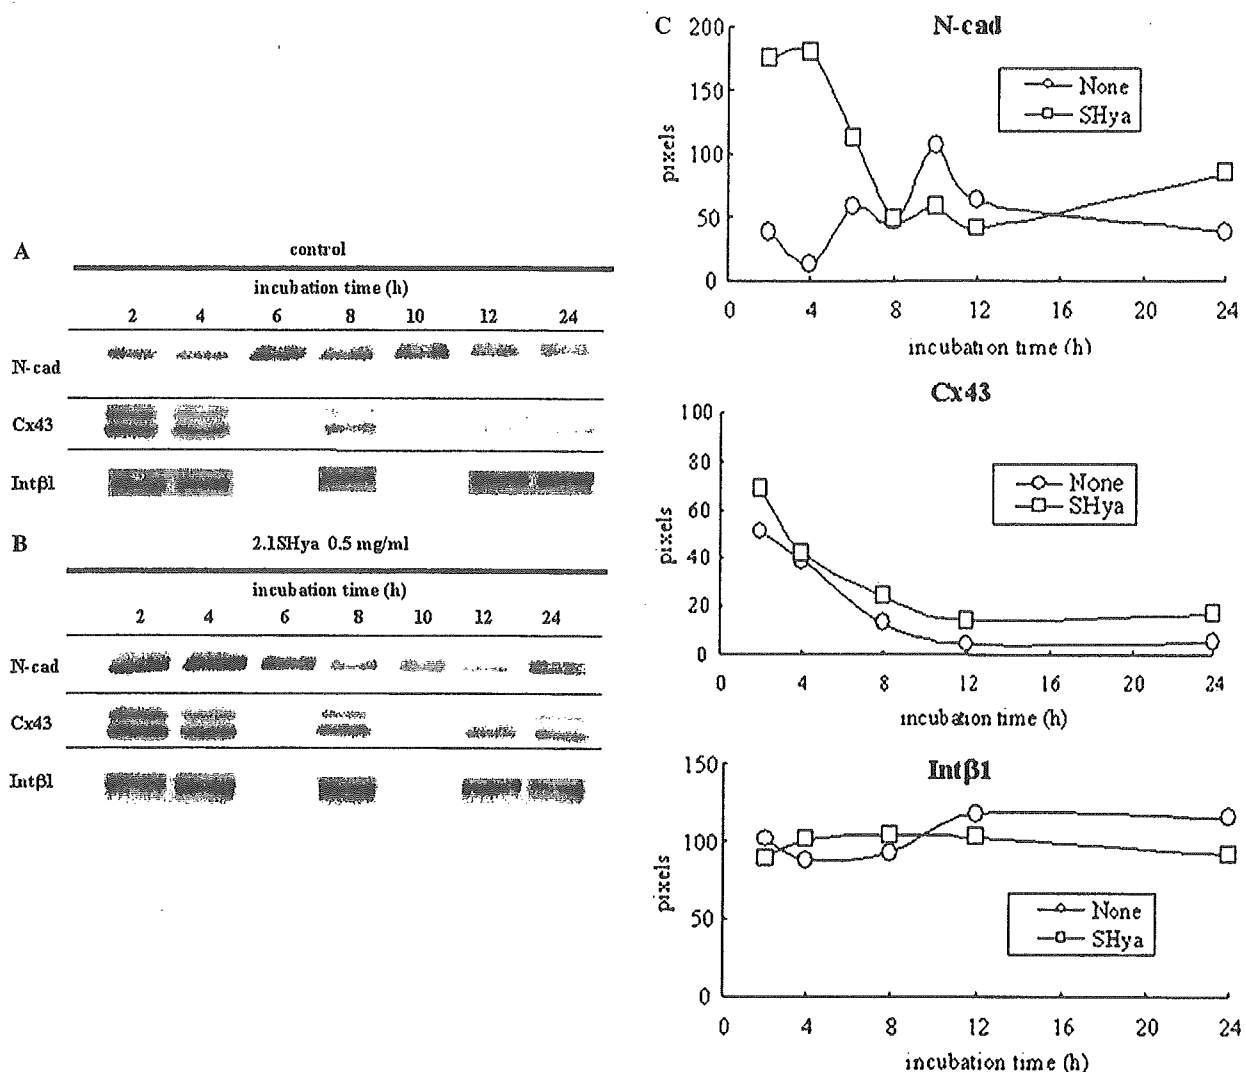 A
control
incubation time (h)
2 4 6 8 10 12 24
N-cad
Cx43
Intβ1
B
2.1SHya 0.5 mg/ml
incubation time (h)
2 4 6 8 10 12 24
N-cad
Cx43
Intβ1
C
N-cad
200
150
100
50
0
pixels
None
SHya
0 4 8 12 16 20 24
incubation time (h)
Cx43
100
80
60
40
20
0
pixels
None
SHya
0 4 8 12 16 20 24
incubation time (h)
Intβ1
150
100
50
0
pixels
None
SHya
0 4 8 12 16 20 24
incubation time (h)